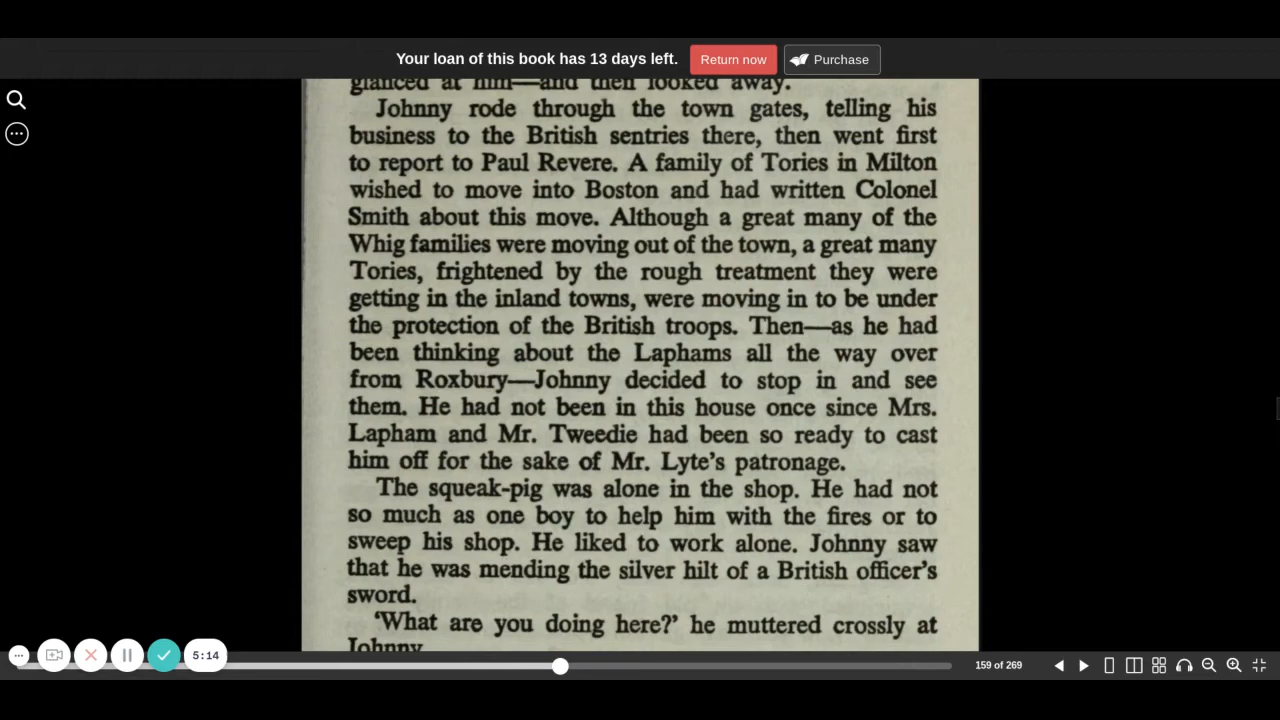 Your loan of this book has 13 days left.
Return now
Purchase
glanced at him—and then looked away.
Johnny rode through the town gates, telling his
business to the British sentries there, then went first
to report to Paul Revere. A family of Tories in Milton
wished to move into Boston and had written Colonel
Smith about this move. Although a great many of the
Whig families were moving out of the town, a great many
Tories, frightened by the rough treatment they were
getting in the inland towns, were moving in to be under
the protection of the British troops. Then—as he had
been thinking about the Laphams all the way over
from Roxbury—Johnny decided to stop in and see
them. He had not been in this house once since Mrs.
Lapham and Mr. Tweedie had been so ready to cast
him off for the sake of Mr. Lyte's patronage.
The squeak-pig was alone in the shop. He had not
so much as one boy to help him with the fires or to
sweep his shop. He liked to work alone. Johnny saw
that he was mending the silver hilt of a British officer's
sword.
'What are you doing here?' he muttered crossly at
Johnny.
5:14
159 of 269